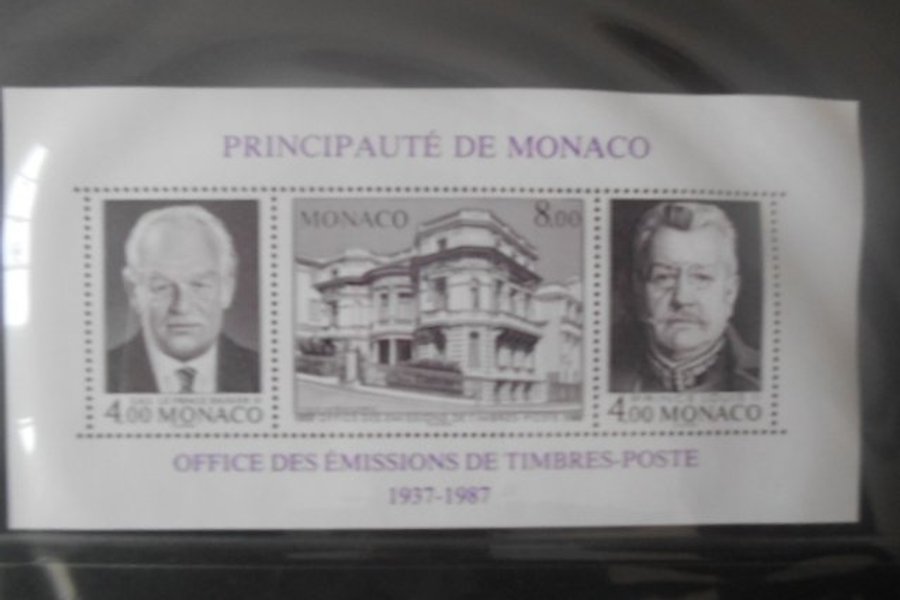 PRINCIPAUTÉ DE MONACO
MONACO 8,00
4,00 MONACO
4,00 MONACO
OFFICE DES ÉMISSIONS DE TIMBRES-POSTE
1937-1987